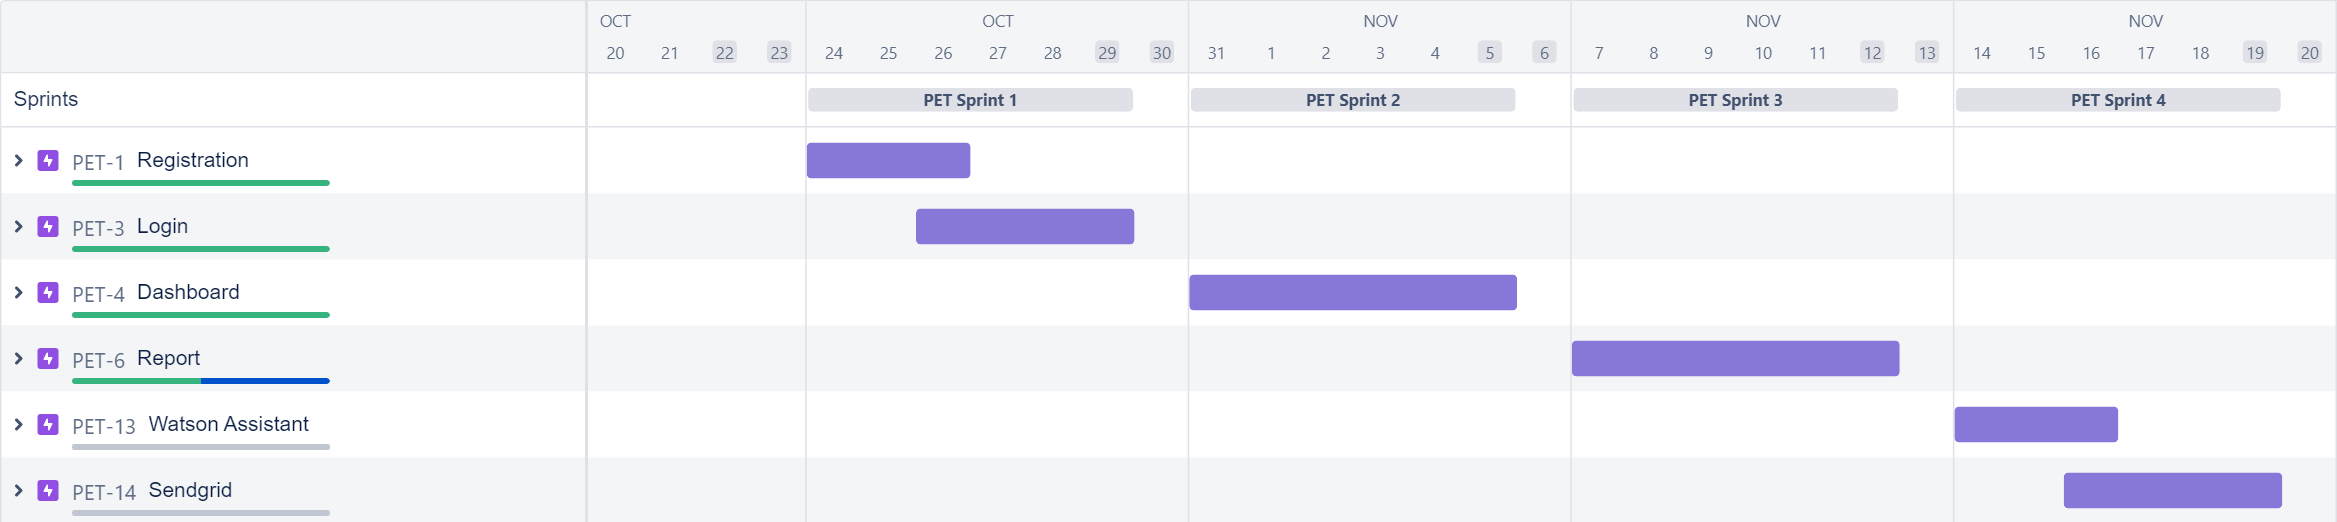 OCT OCT NOV NOV NOV
20 21 22 23 24 25 26 27 28 29 30 31 1 2 3 4 5 6 7 8 9 10 11 12 13 14 15 16 17 18 19 20
Sprints PET Sprint 1 PET Sprint 2 PET Sprint 3 PET Sprint 4
PET-1 Registration
PET-3 Login
PET-4 Dashboard
PET-6 Report
PET-13 Watson Assistant
PET-14 Sendgrid